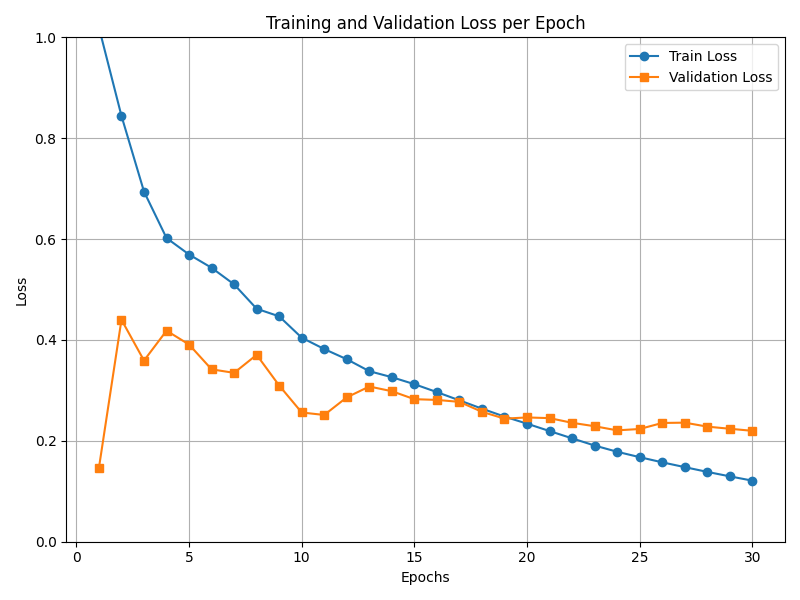 Training and Validation Loss per Epoch
Train Loss
Validation Loss
1.0
0.8
0.6
0.4
0.2
0.0
Loss
0 5 10 15 20 25 30
Epochs